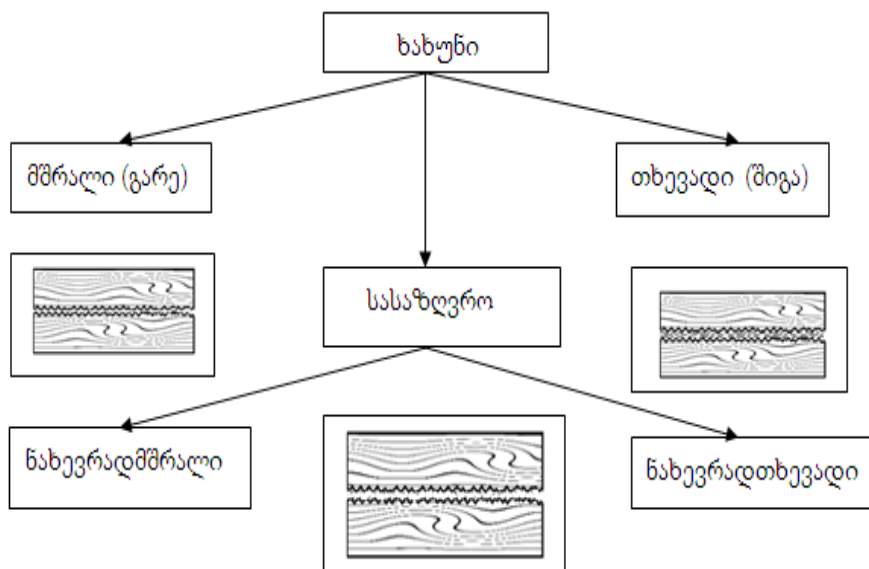 ხახუნი
მშრალი (გარე)
თხევადი (შიგა)
სასაზღვრო
ნახევრადმშრალი
ნახევრადთხევადი